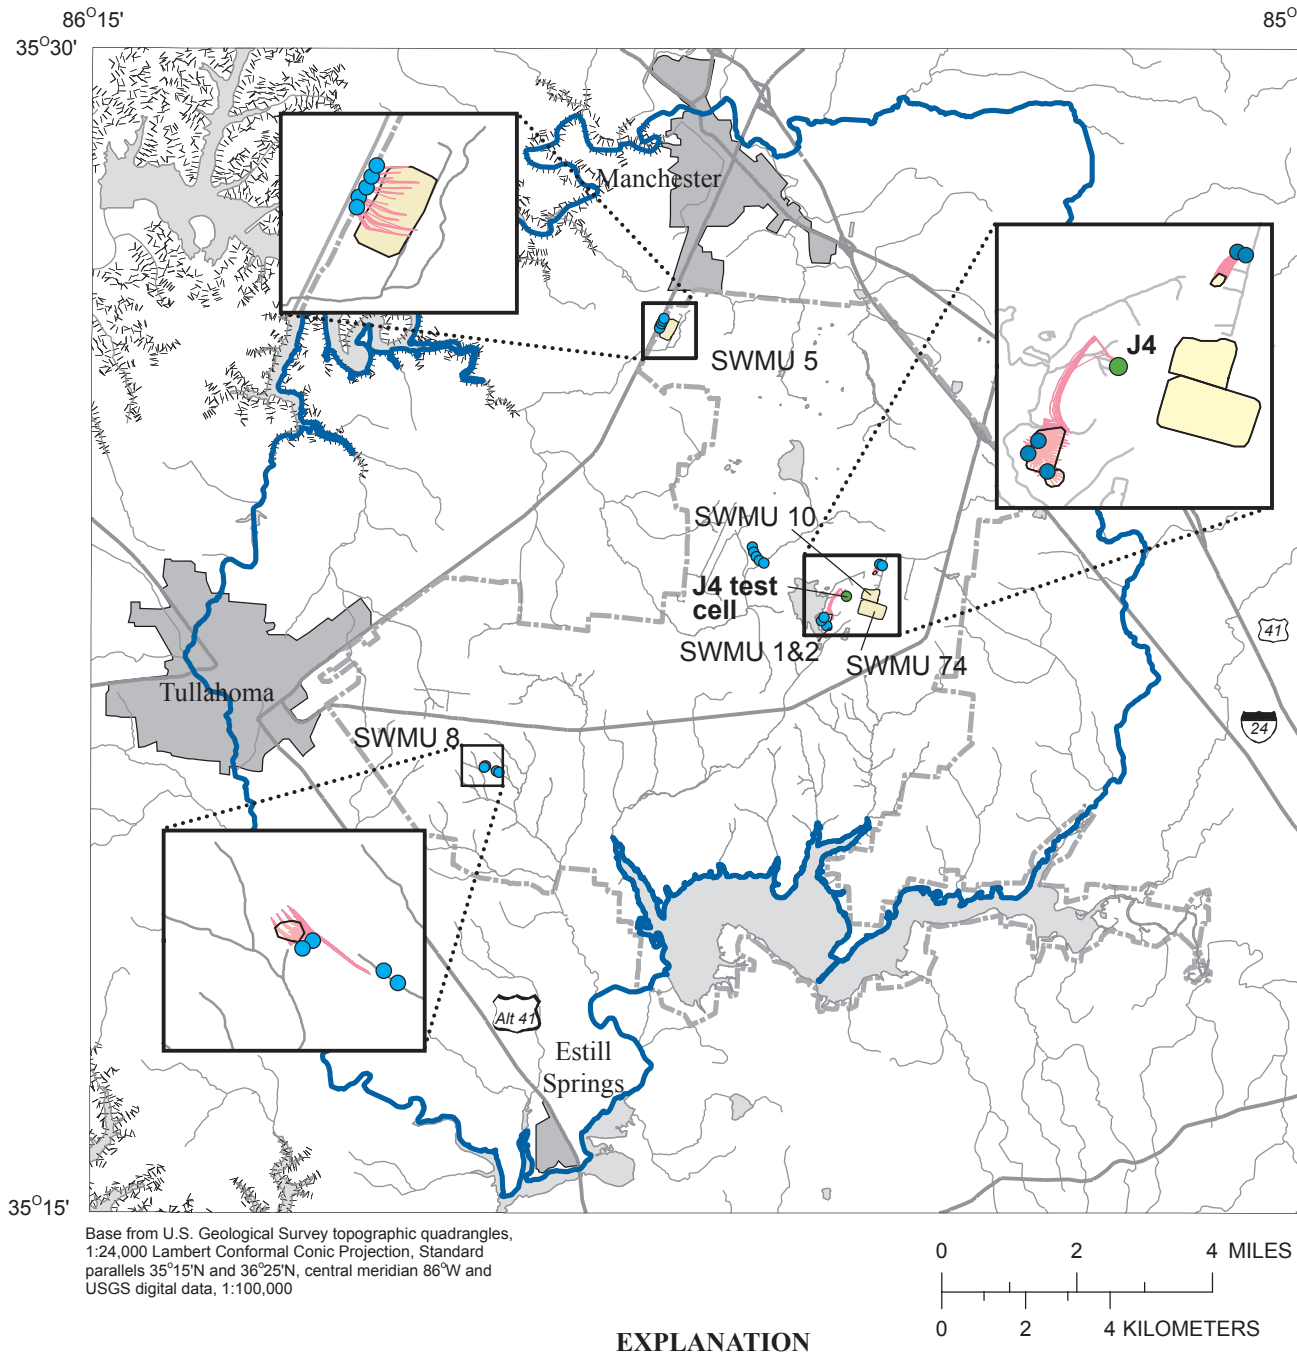 86°15'
85°
35°30'
Manchester
SWMU 5
J4
SWMU 10
J4 test
cell
SWMU 1&2
SWMU 74
41
Tullahoma
24
SWMU 8
Alt 41
Estill
Springs
35°15'
Base from U.S. Geological Survey topographic quadrangles,
1:24,000 Lambert Conformal Conic Projection, Standard
parallels 35°15'N and 36°25'N, central meridian 86°W and
USGS digital data, 1:100,000
0 2 4 MILES
0 2 4 KILOMETERS
EXPLANATION